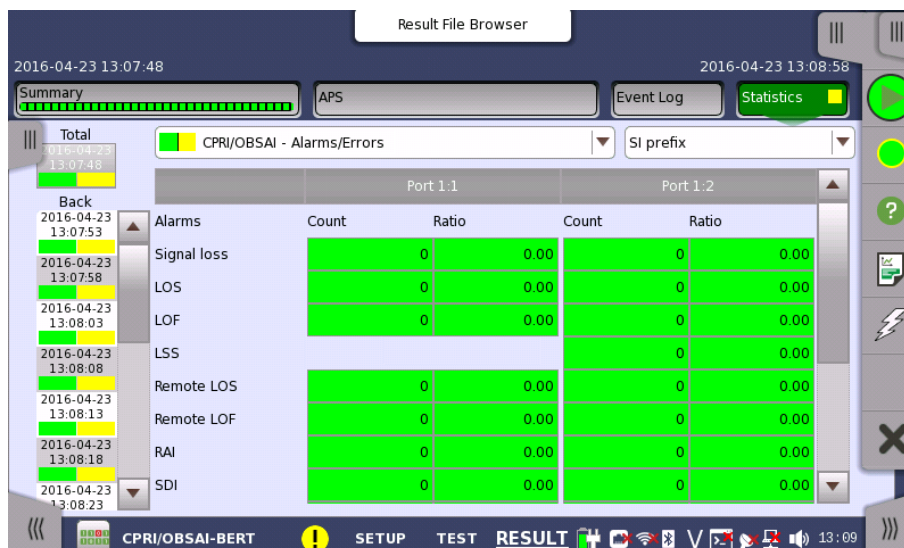 Result File Browser
2016-04-23 13:07:48
2016-04-23 13:08:58
Summary
APS
Event Log
Statistics
Total
2016-04-23
13:07:48
CPRI/OBSAI - Alarms/Errors
SI prefix
Back
2016-04-23
13:07:53
2016-04-23
13:07:58
2016-04-23
13:08:03
2016-04-23
13:08:08
2016-04-23
13:08:13
2016-04-23
13:08:18
2016-04-23
13:08:23
Port 1:1 Port 1:2
Alarms Count Ratio Count Ratio
Signal loss 0 0.00 0 0.00
LOS 0 0.00 0 0.00
LOF 0 0.00 0 0.00
LSS 0 0.00
Remote LOS 0 0.00 0 0.00
Remote LOF 0 0.00 0 0.00
RAI 0 0.00 0 0.00
SDI 0 0.00 0 0.00
CPRI/OBSAI-BERT ! SETUP TEST RESULT V 13:09
?